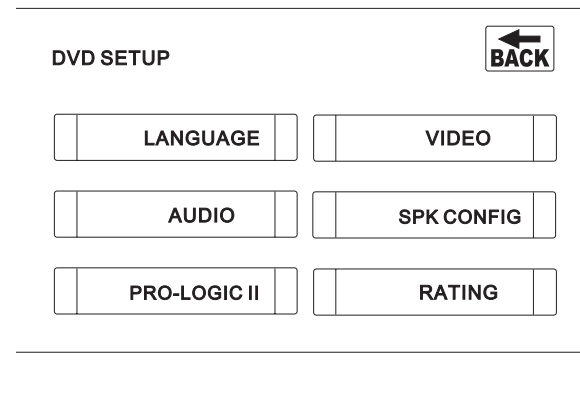 DVD SETUP
BACK
LANGUAGE
VIDEO
AUDIO
SPK CONFIG
PRO-LOGIC II
RATING